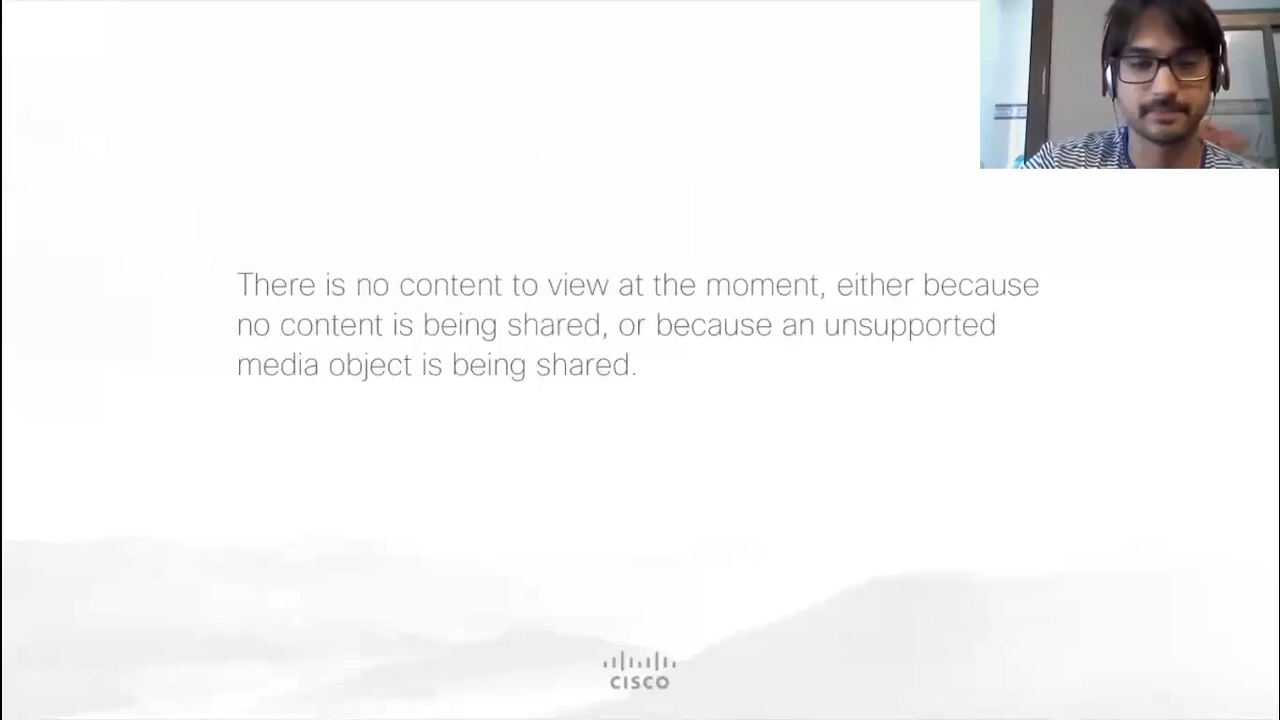 There is no content to view at the moment, either because
no content is being shared, or because an unsupported
media object is being shared.
CISCO